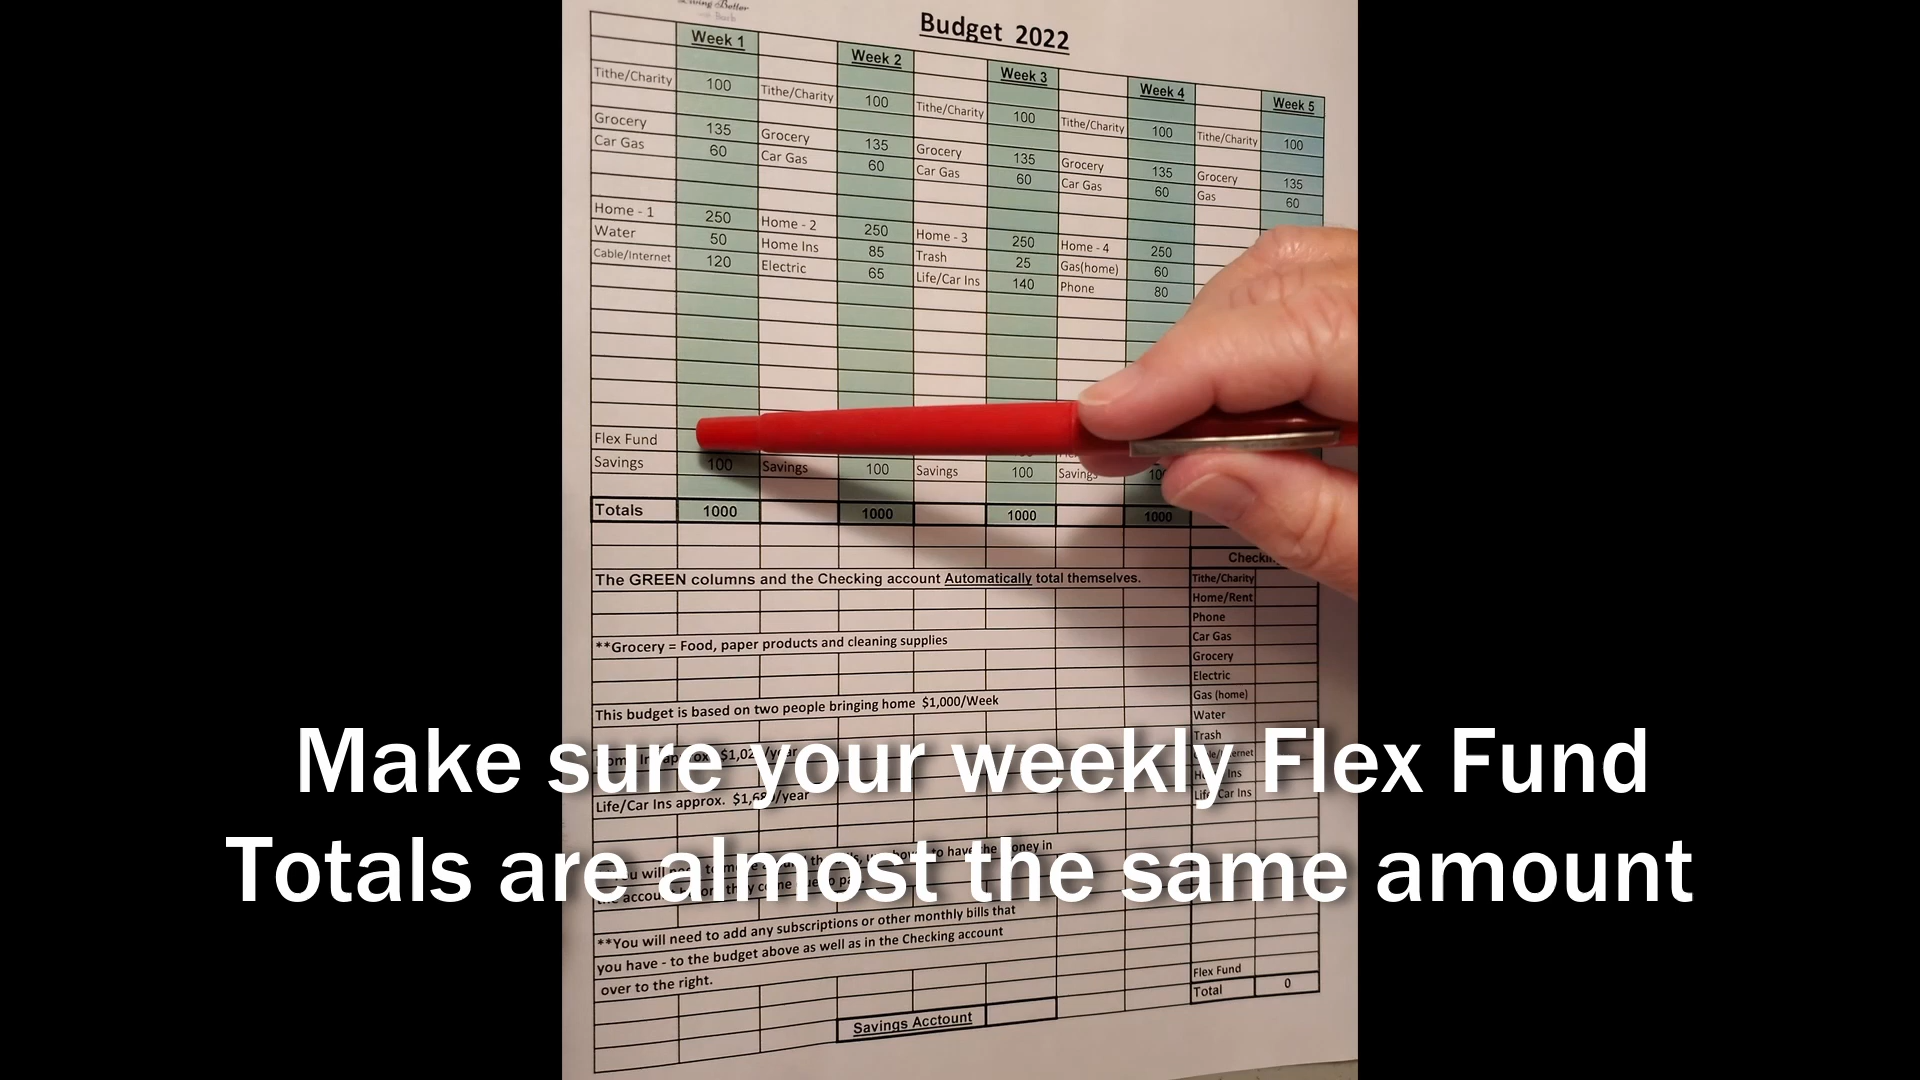 Living Better
Budget 2022
Week 1 Week 2 Week 3 Week 4 Week 5
Tithe/Charity 100 Tithe/Charity 100 Tithe/Charity 100 Tithe/Charity 100 Tithe/Charity 100
Grocery 135 Grocery 135 Grocery 135 Grocery 135 Grocery 135
Car Gas 60 Car Gas 60 Car Gas 60 Car Gas 60 Gas 60
Home - 1 250 Home - 2 250 Home - 3 250 Home - 4 250
Water 50 Home Ins 85 Trash 25 Gas(home) 60
Cable/Internet 120 Electric 65 Life/Car Ins 140 Phone 80
Flex Fund
Savings 100 Savings 100 Savings 100 Savings
Totals 1000 1000 1000 1000
The GREEN columns and the Checking account Automatically total themselves.
**Grocery = Food, paper products and cleaning supplies
This budget is based on two people bringing home $1,000/Week
Life/Car Ins approx. /year
**You will need to add any subscriptions or other monthly bills that
you have - to the budget above as well as in the Checking account
over to the right.
Savings Acctount
Tithe/Charity
Home/Rent
Phone
Car Gas
Grocery
Electric
Gas (home)
Water
Trash
Life/Car Ins
Flex Fund
Total 0
Make sure your weekly Flex Fund
Totals are almost the same amount